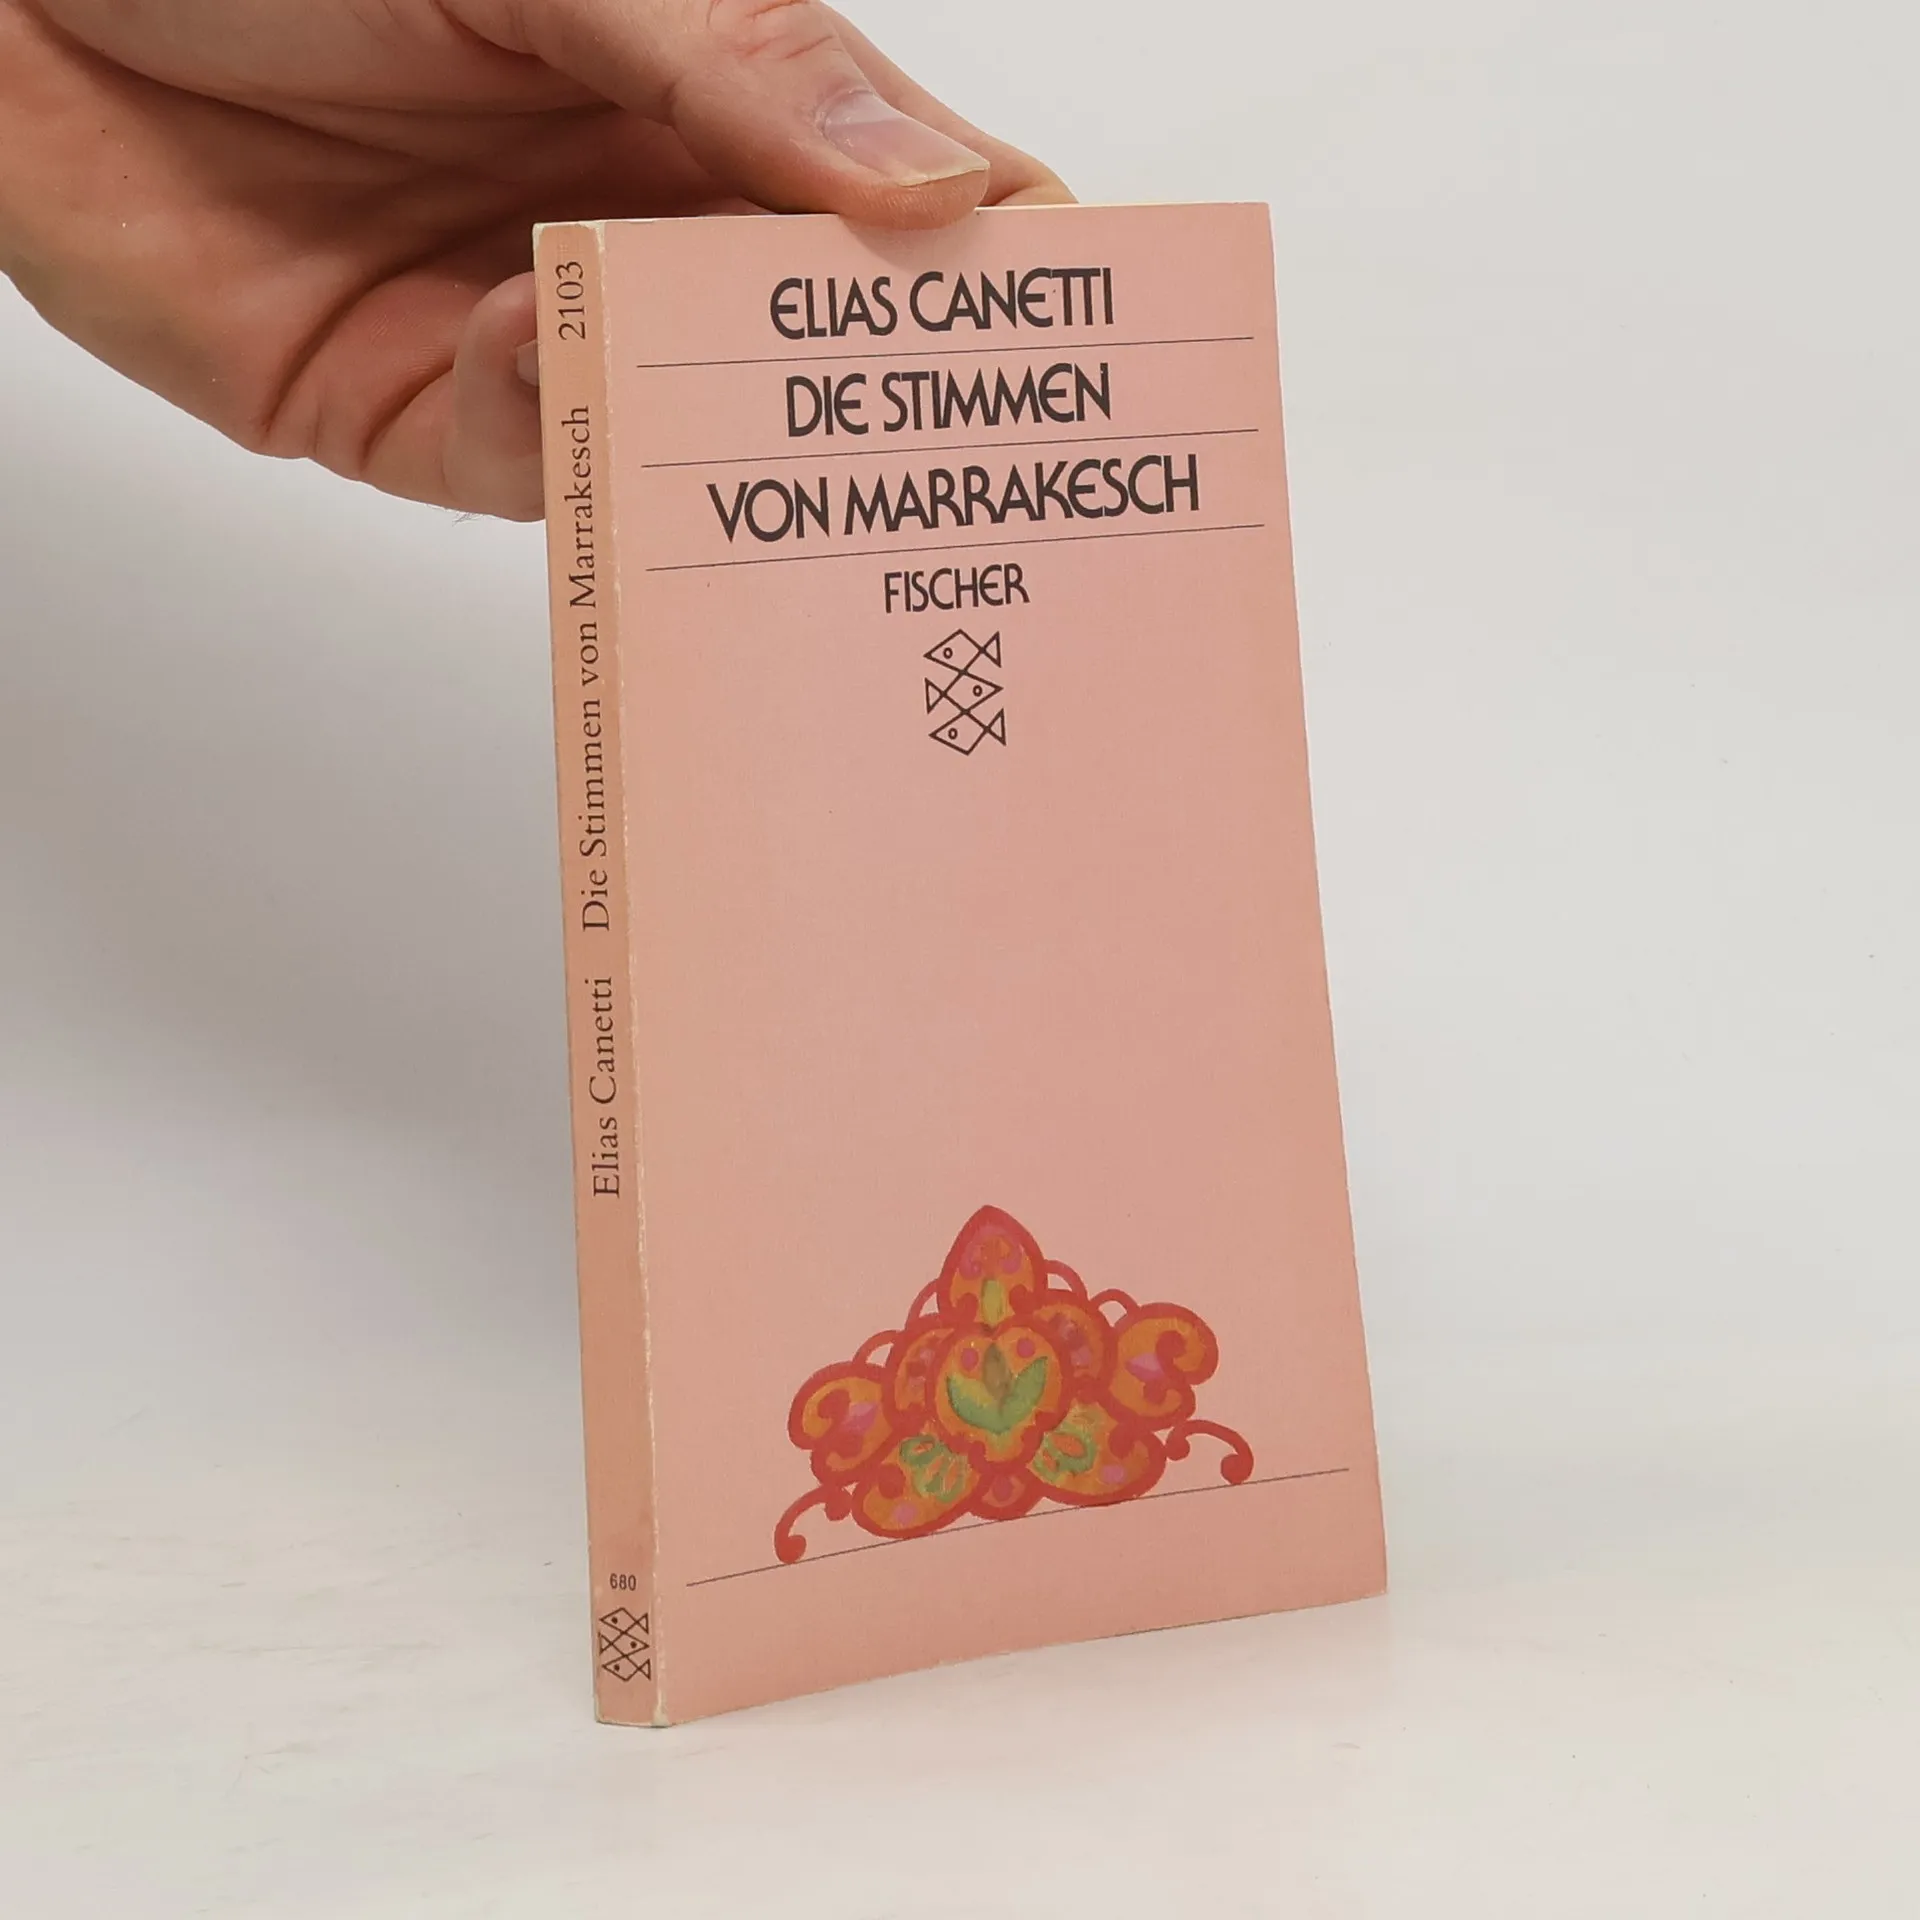 ELIAS CANETTI
DIE STIMMEN
VON MARRAKESCH
FISCHER
Elias Canetti Die Stimmen von Marrakesch 2103
680